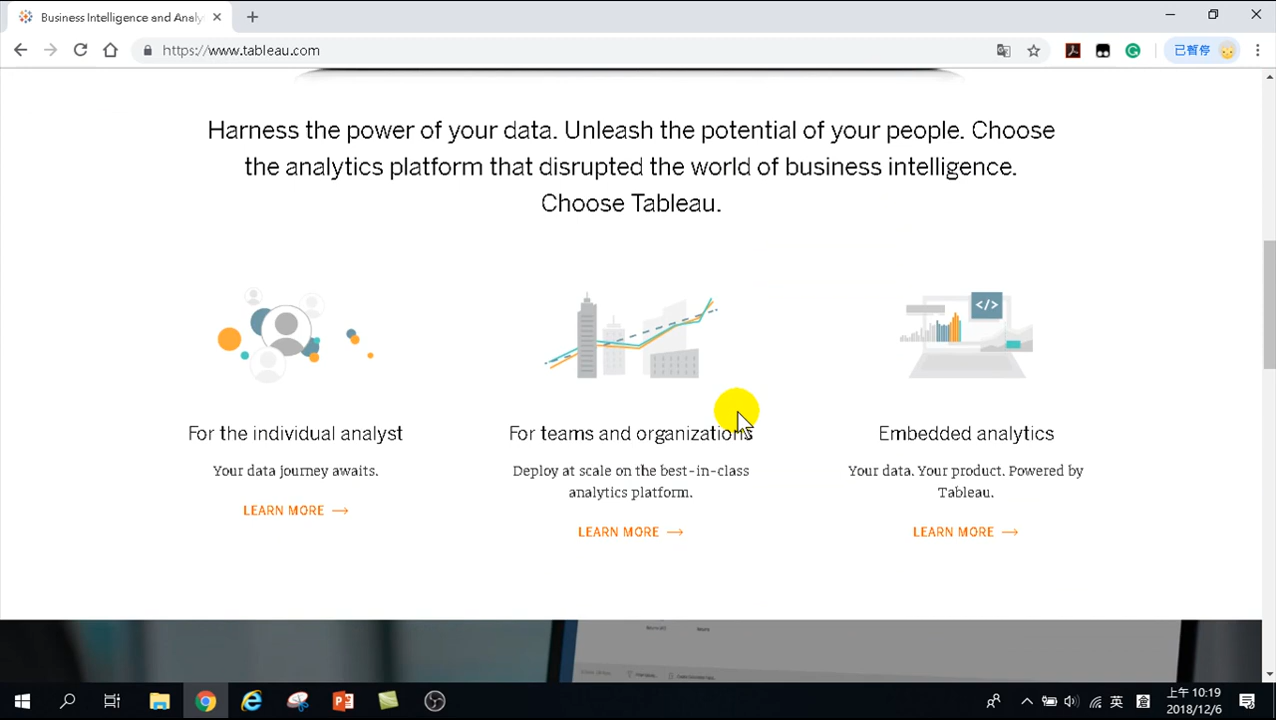 Business Intelligence and Analy
https://www.tableau.com
已暫停
Harness the power of your data. Unleash the potential of your people. Choose
the analytics platform that disrupted the world of business intelligence.
Choose Tableau.
</>
For the individual analyst
Your data journey awaits.
LEARN MORE →
For teams and organizations
Deploy at scale on the best-in-class
analytics platform.
LEARN MORE →
Embedded analytics
Your data. Your product. Powered by
Tableau.
LEARN MORE →
英
上午 10:19
2018/12/6